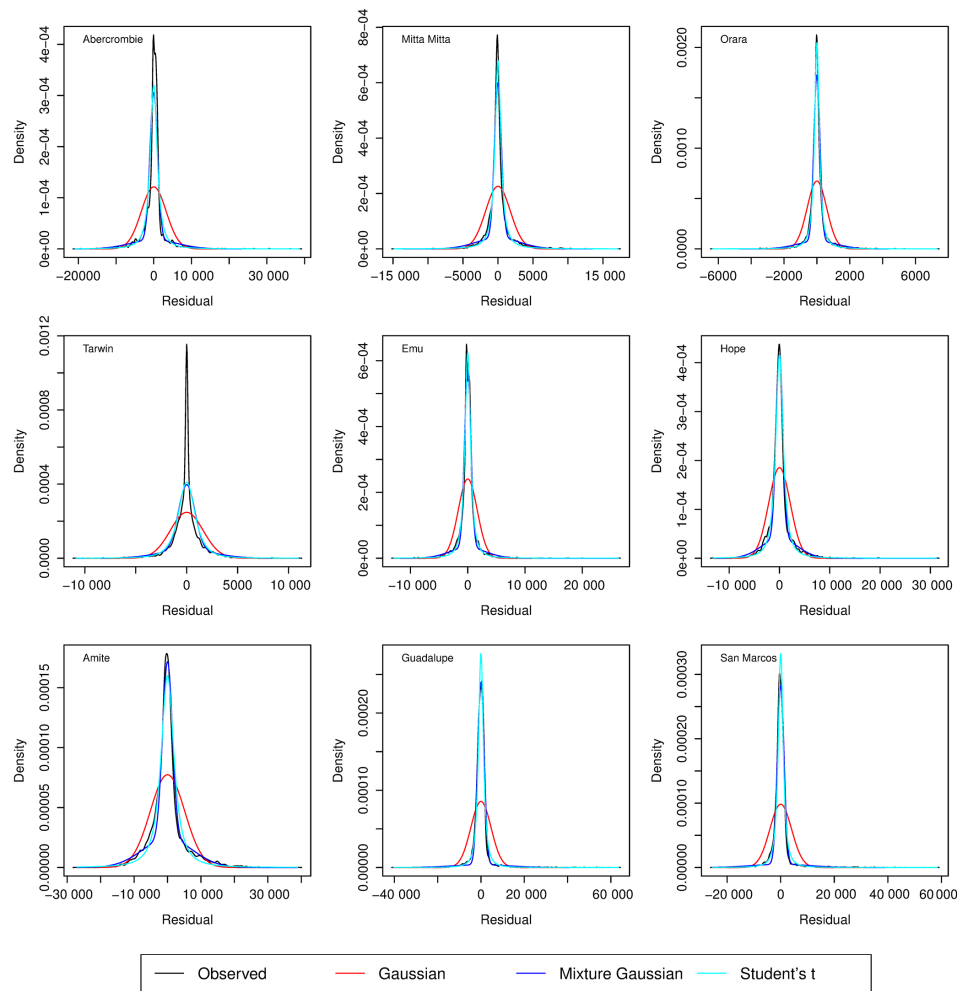 Abercrombie
Density
0e+00 1e-04 2e-04 3e-04 4e-04
-20 000 0 10 000 30 000
Residual
Mitta Mitta
Density
0e+00 2e-04 4e-04 6e-04 8e-04
-15 000 -5000 0 5000 15 000
Residual
Orara
Density
0.0000 0.0010 0.0020
-6000 -2000 0 2000 6000
Residual
Tarwin
Density
0.0000 0.0004 0.0008 0.0012
-10 000 0 5000 10 000
Residual
Emu
Density
0e+00 2e-04 4e-04 6e-04
-10 000 0 10 000 20 000
Residual
Hope
Density
0e+00 1e-04 2e-04 3e-04 4e-04
-10 000 0 10 000 20 000 30 000
Residual
Amite
Density
0.00000 0.00005 0.00010 0.00015
-30 000 -10 000 0 10 000 30 000
Residual
Guadalupe
Density
0.00000 0.00010 0.00020
-40 000 0 20 000 60 000
Residual
San Marcos
Density
0.00000 0.00010 0.00020 0.00030
-20 000 0 20 000 40 000 60 000
Residual
Observed Gaussian Mixture Gaussian Student's t